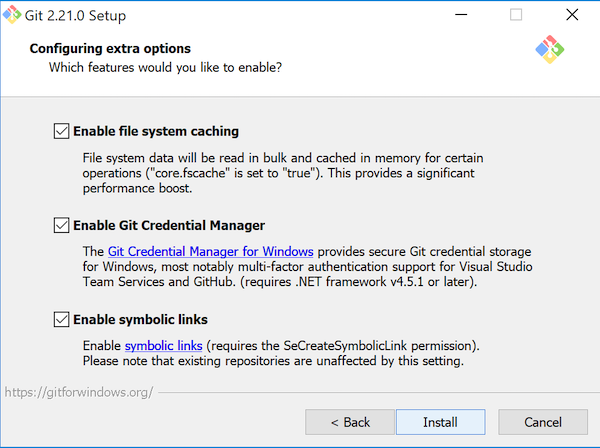 Git 2.21.0 Setup
Configuring extra options
Which features would you like to enable?
Enable file system caching
File system data will be read in bulk and cached in memory for certain
operations ("core.fscache" is set to "true"). This provides a significant
performance boost.
Enable Git Credential Manager
The Git Credential Manager for Windows provides secure Git credential storage
for Windows, most notably multi-factor authentication support for Visual Studio
Team Services and GitHub. (requires .NET framework v4.5.1 or later).
Enable symbolic links
Enable symbolic links (requires the SeCreateSymbolicLink permission).
Please note that existing repositories are unaffected by this setting.
https://gitforwindows.org/
< Back
Install
Cancel